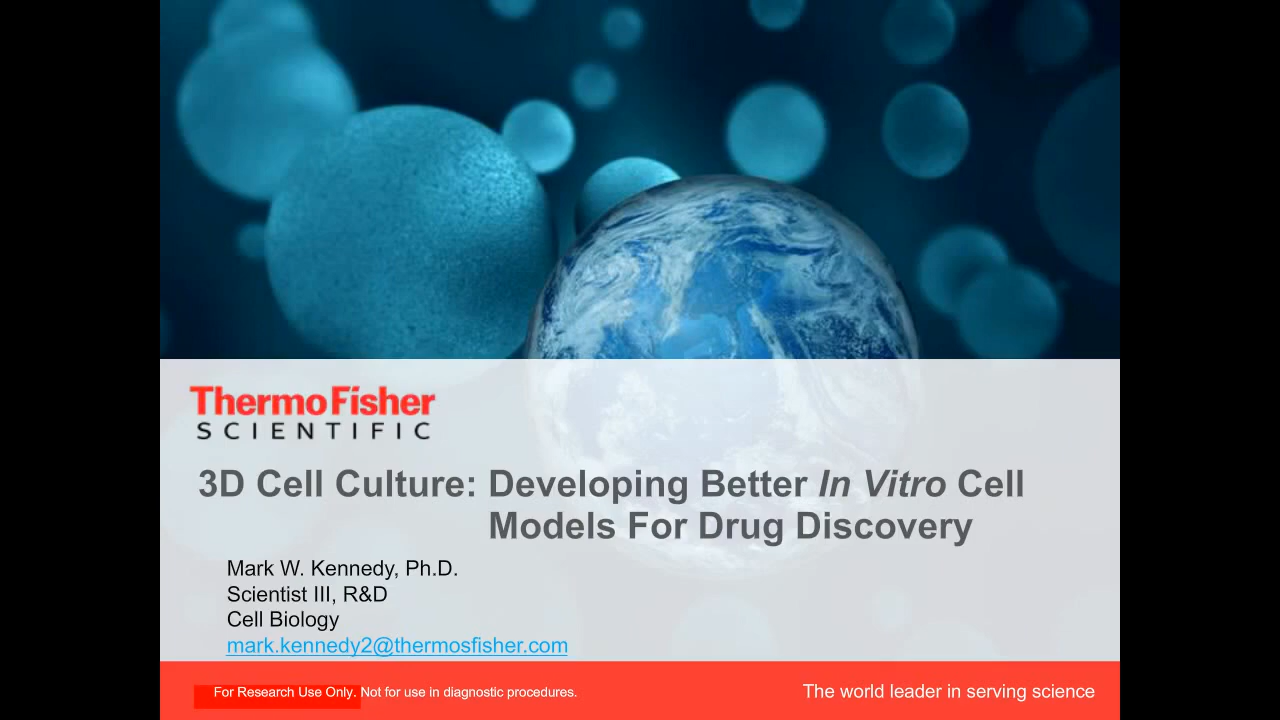 ThermoFisher
SCIENTIFIC
3D Cell Culture: Developing Better In Vitro Cell
Models For Drug Discovery
Mark W. Kennedy, Ph.D.
Scientist III, R&D
Cell Biology
mark.kennedy2@thermosfisher.com
For Research Use Only. Not for use in diagnostic procedures.
The world leader in serving science